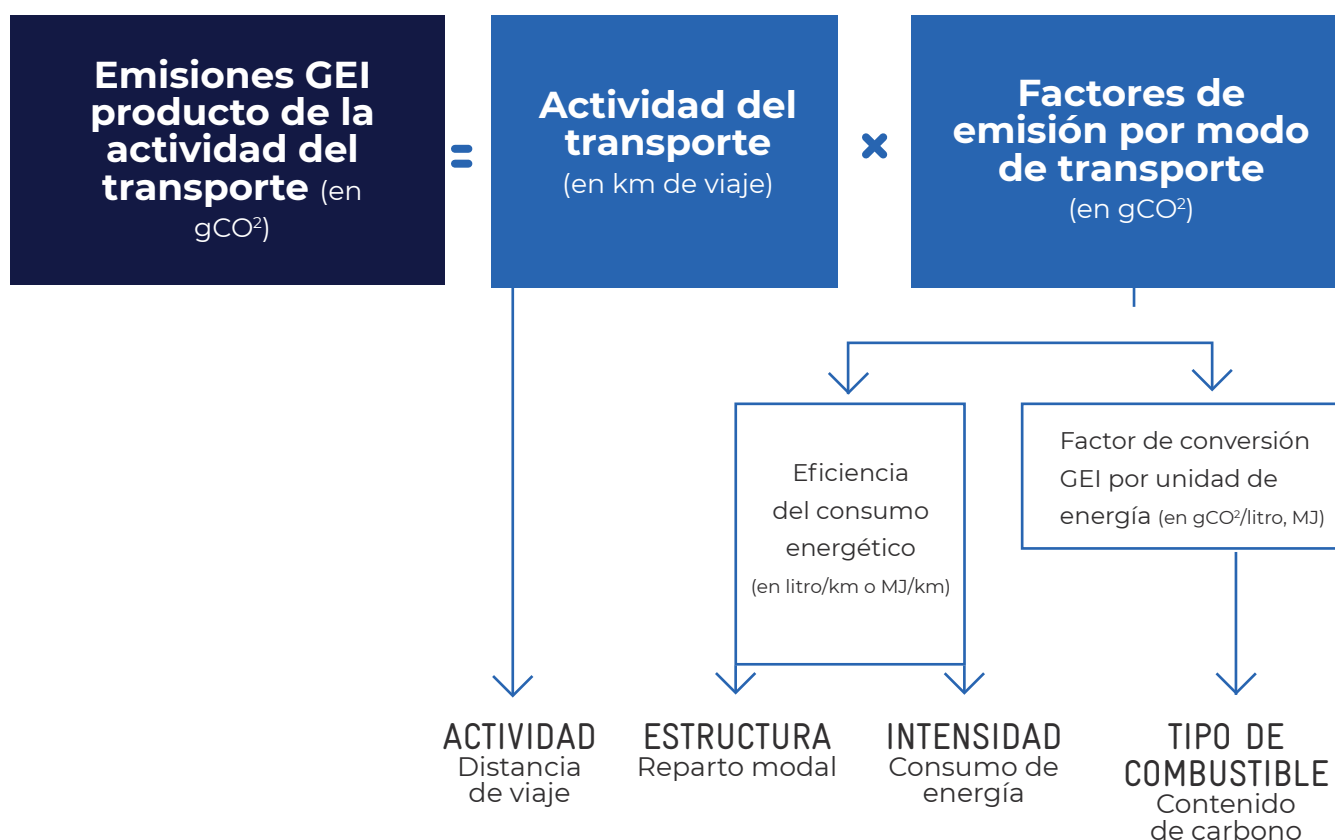 Emisiones GEI
producto de la
actividad del
transporte (en
gCO²)
=
Actividad del
transporte
(en km de viaje)
×
Factores de
emisión por modo
de transporte
(en gCO²)
Eficiencia
del consumo
energético
(en litro/km o MJ/km)
Factor de conversión
GEI por unidad de
energía (en gCO²/litro, MJ)
ACTIVIDAD
Distancia
de viaje
ESTRUCTURA
Reparto modal
INTENSIDAD
Consumo de
energía
TIPO DE
COMBUSTIBLE
Contenido
de carbono